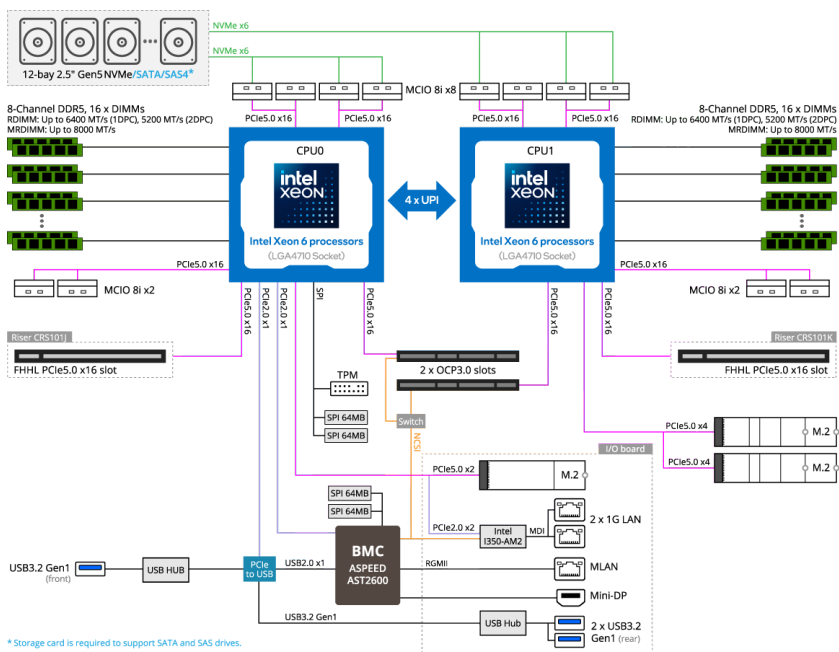 NVMe x6
NVMe x6
12-bay 2.5" Gen5 NVMe/SATA/SAS4*
MCIO 8i x8
PCIe5.0 x16
PCIe5.0 x16
PCIe5.0 x16
PCIe5.0 x16
8-Channel DDR5, 16 x DIMMs
RDIMM: Up to 6400 MT/s (1DPC), 5200 MT/s (2DPC)
MRDIMM: Up to 8000 MT/s
8-Channel DDR5, 16 x DIMMs
RDIMM: Up to 6400 MT/s (1DPC), 5200 MT/s (2DPC)
MRDIMM: Up to 8000 MT/s
CPU0
intel
XEON
Intel Xeon 6 processors
(LGA4710 Socket)
4 x UPI
CPU1
intel
XEON
Intel Xeon 6 processors
(LGA4710 Socket)
PCIe5.0 x16
MCIO 8i x2
PCIe5.0 x16
MCIO 8i x2
PCIe5.0 x16
PCIe2.0 x1
PCIe2.0 x1
SPI
PCIe5.0 x16
PCIe5.0 x16
PCIe5.0 x16
Riser CRS101J
FHHL PCIe5.0 x16 slot
Riser CRS101K
FHHL PCIe5.0 x16 slot
2 x OCP3.0 slots
TPM
SPI 64MB
SPI 64MB
Switch
NCSI
PCIe5.0 x4
M.2
PCIe5.0 x4
M.2
I/O board
PCIe5.0 x2
M.2
SPI 64MB
SPI 64MB
PCIe2.0 x2
Intel
I350-AM2
MDI
2 x 1G LAN
BMC
ASPEED
AST2600
RGMII
MLAN
Mini-DP
USB3.2 Gen1
(front)
USB HUB
PCIe
to USB
USB2.0 x1
USB3.2 Gen1
USB Hub
2 x USB3.2
Gen1 (rear)
* Storage card is required to support SATA and SAS drives.